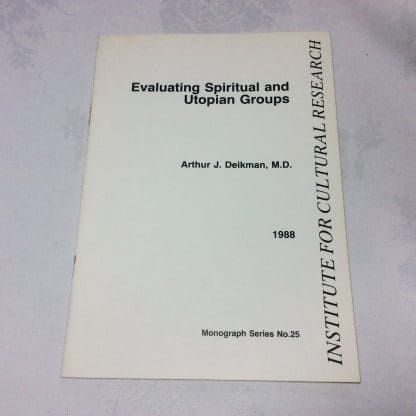 Evaluating Spiritual and
Utopian Groups
Arthur J. Deikman, M.D.
1988
Monograph Series No.25
INSTITUTE FOR CULTURAL RESEARCH